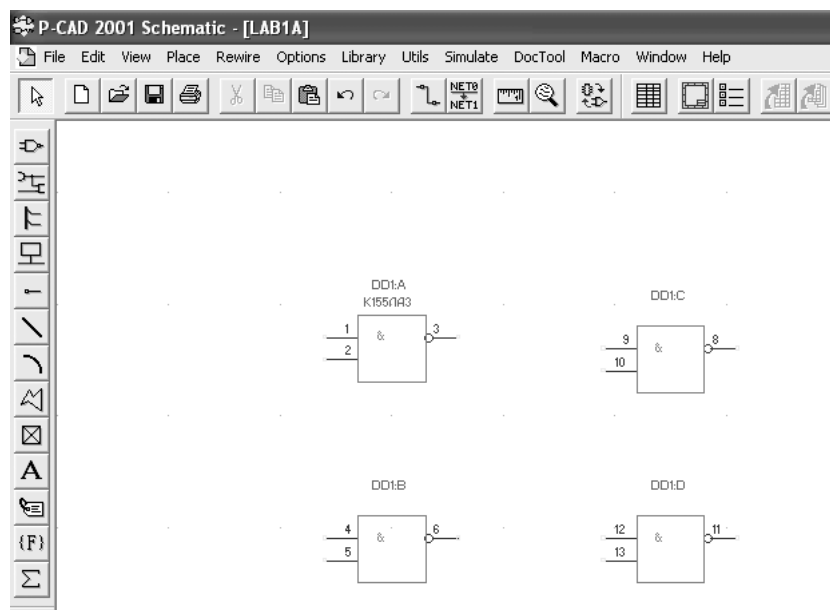 P-CAD 2001 Schematic - [LAB1A]
File Edit View Place Rewire Options Library Utils Simulate DocTool Macro Window Help
NET0
NET1
A
{F}
Σ
DD1:A
К155ЛА3
1 & 3
2
DD1:C
9 & 8
10
DD1:B
4 & 6
5
DD1:D
12 & 11
13